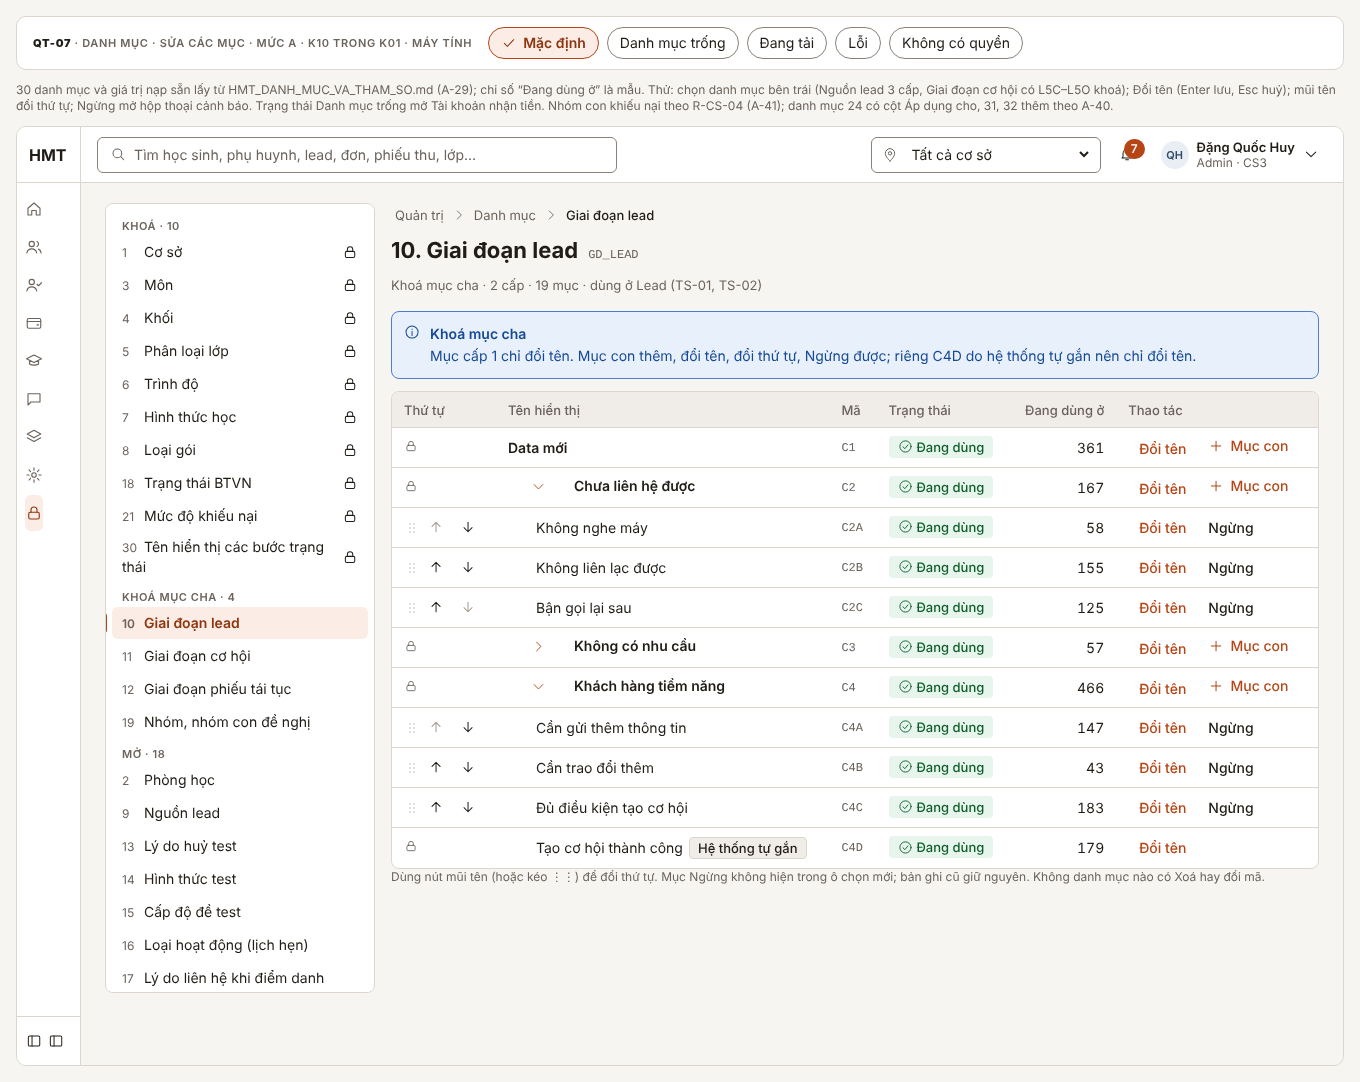 QT-07 · DANH MỤC · SỬA CÁC MỤC · MỨC A · K10 TRONG K01 · MÁY TÍNH
Mặc định
Danh mục trống
Đang tải
Lỗi
Không có quyền
30 danh mục và giá trị nạp sẵn lấy từ HMT_DANH_MUC_VA_THAM_SO.md (A-29); chỉ số “Đang dùng ở” là mẫu. Thử: chọn danh mục bên trái (Nguồn lead 3 cấp, Giai đoạn cơ hội có L5C–L5O khoá); Đổi tên (Enter lưu, Esc huỷ); mũi tên
đổi thứ tự; Ngừng mở hộp thoại cảnh báo. Trạng thái Danh mục trống mở Tài khoản nhận tiền. Nhóm con khiếu nại theo R-CS-04 (A-41); danh mục 24 có cột Áp dụng cho, 31, 32 thêm theo A-40.
HMT
Tìm học sinh, phụ huynh, lead, đơn, phiếu thu, lớp...
Tất cả cơ sở
7
QH
Đặng Quốc Huy
Admin · CS3
KHOÁ · 10
1 Cơ sở
3 Môn
4 Khối
5 Phân loại lớp
6 Trình độ
7 Hình thức học
8 Loại gói
18 Trạng thái BTVN
21 Mức độ khiếu nại
30 Tên hiển thị các bước trạng
thái
KHOÁ MỤC CHA · 4
10 Giai đoạn lead
11 Giai đoạn cơ hội
12 Giai đoạn phiếu tái tục
19 Nhóm, nhóm con đề nghị
MỞ · 18
2 Phòng học
9 Nguồn lead
13 Lý do huỷ test
14 Hình thức test
15 Cấp độ đề test
16 Loại hoạt động (lịch hẹn)
17 Lý do liên hệ khi điểm danh
Quản trị
Danh mục
Giai đoạn lead
10. Giai đoạn lead GD_LEAD
Khoá mục cha · 2 cấp · 19 mục · dùng ở Lead (TS-01, TS-02)
Khoá mục cha
Mục cấp 1 chỉ đổi tên. Mục con thêm, đổi tên, đổi thứ tự, Ngừng được; riêng C4D do hệ thống tự gắn nên chỉ đổi tên.
Thứ tự Tên hiển thị Mã Trạng thái Đang dùng ở Thao tác
Data mới C1 Đang dùng 361 Đổi tên + Mục con
Chưa liên hệ được C2 Đang dùng 167 Đổi tên + Mục con
↑ ↓ Không nghe máy C2A Đang dùng 58 Đổi tên Ngừng
↑ ↓ Không liên lạc được C2B Đang dùng 155 Đổi tên Ngừng
↑ ↓ Bận gọi lại sau C2C Đang dùng 125 Đổi tên Ngừng
Không có nhu cầu C3 Đang dùng 57 Đổi tên + Mục con
Khách hàng tiềm năng C4 Đang dùng 466 Đổi tên + Mục con
↑ ↓ Cần gửi thêm thông tin C4A Đang dùng 147 Đổi tên Ngừng
↑ ↓ Cần trao đổi thêm C4B Đang dùng 43 Đổi tên Ngừng
↑ ↓ Đủ điều kiện tạo cơ hội C4C Đang dùng 183 Đổi tên Ngừng
Tạo cơ hội thành công Hệ thống tự gắn C4D Đang dùng 179 Đổi tên
Dùng nút mũi tên (hoặc kéo ⋮⋮) để đổi thứ tự. Mục Ngừng không hiện trong ô chọn mới; bản ghi cũ giữ nguyên. Không danh mục nào có Xoá hay đổi mã.